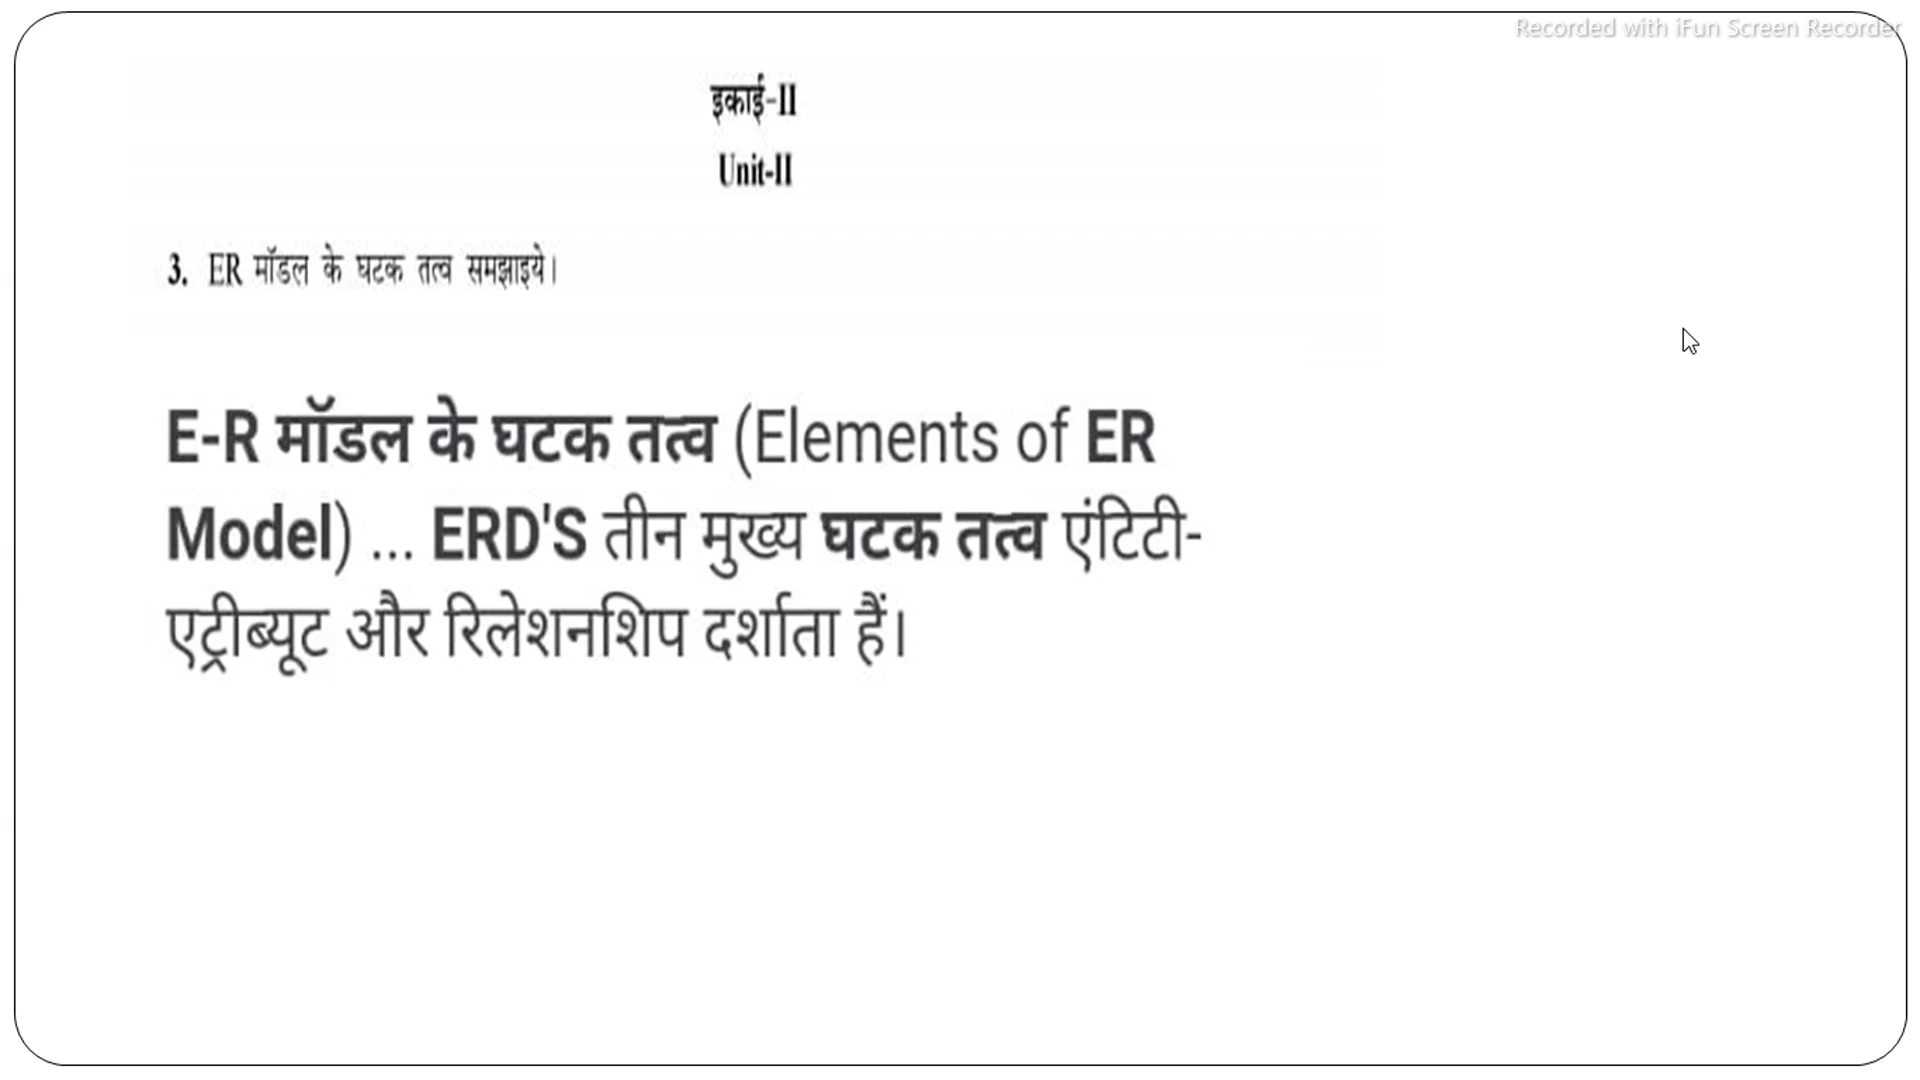 Recorded with iFun Screen Recorder
इकाई-II
Unit-II
3. ER मॉडल के घटक तत्व समझाइये।
E-R मॉडल के घटक तत्व (Elements of ER
Model) ... ERD'S तीन मुख्य घटक तत्व एंटिटी-
एट्रीब्यूट और रिलेशनशिप दर्शाता हैं।